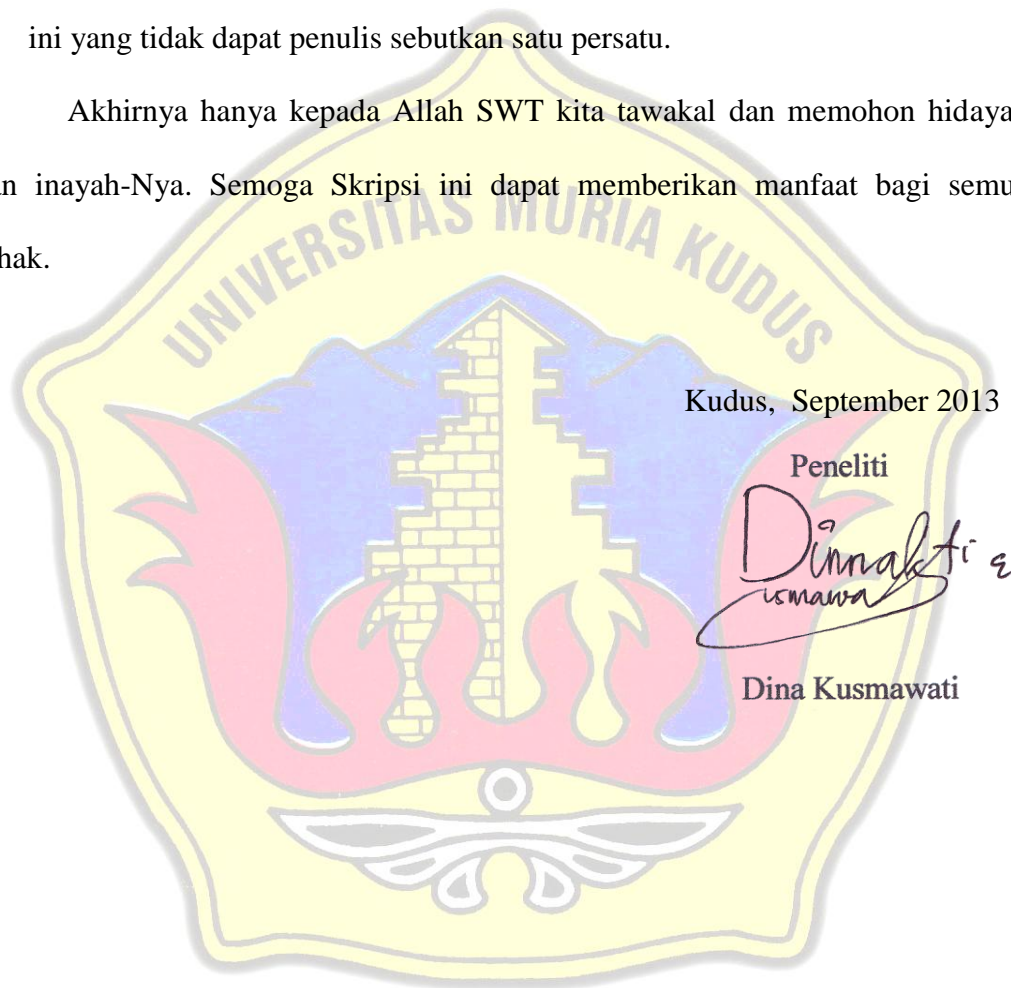 ini yang tidak dapat penulis sebutkan satu persatu.
Akhirnya hanya kepada Allah SWT kita tawakal dan memohon hidaya
an inayah-Nya. Semoga Skripsi ini dapat memberikan manfaat bagi semu
hak.
UNIVERSITAS MURIA KUDUS
Kudus, September 2013
Peneliti
Dina Kusmawati